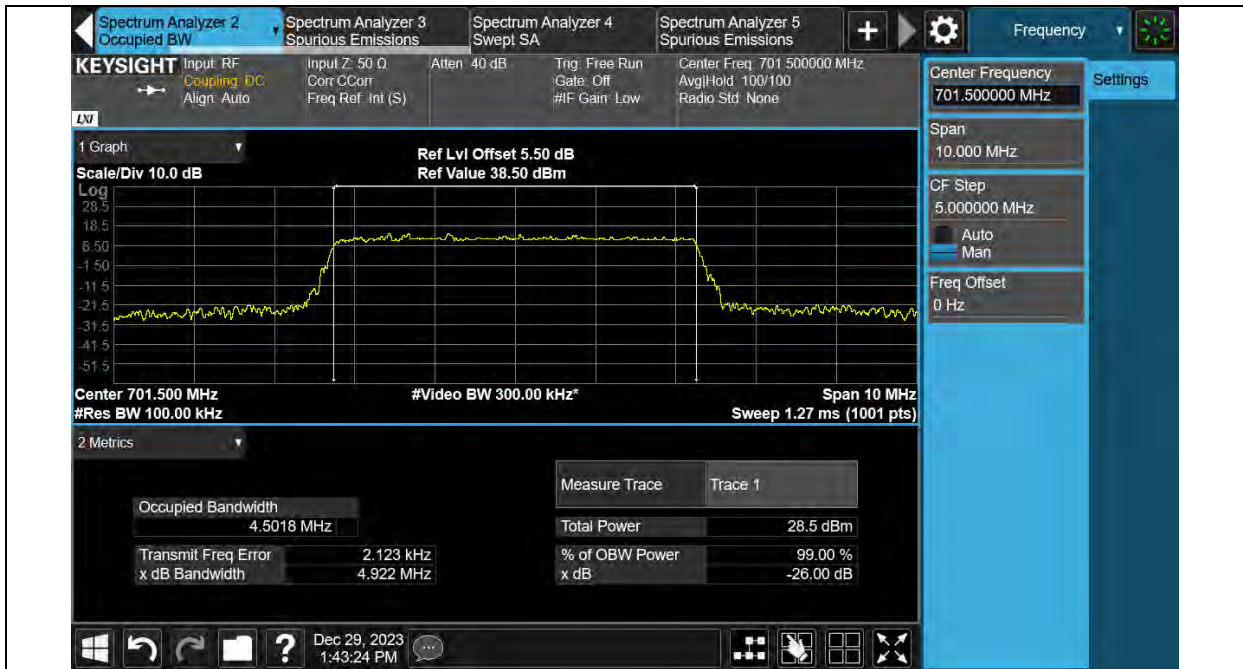 Spectrum Analyzer 2
Occupied BW
Spectrum Analyzer 3
Spurious Emissions
Spectrum Analyzer 4
Swept SA
Spectrum Analyzer 5
Spurious Emissions
+
Frequency
KEYSIGHT
LXI
Input: RF
Coupling: DC
Align: Auto
Input Z: 50 Ω
Corr CCorr
Freq Ref: Int (S)
Atten: 40 dB
Trig: Free Run
Gate: Off
#IF Gain: Low
Center Freq: 701.500000 MHz
Avg|Hold: 100/100
Radio Std: None
Center Frequency
701.500000 MHz
Settings
Span
10.000 MHz
CF Step
5.000000 MHz
Auto
Man
Freq Offset
0 Hz
1 Graph
Scale/Div 10.0 dB
Ref Lvl Offset 5.50 dB
Ref Value 38.50 dBm
Log
28.5
18.5
8.50
-1.50
-11.5
-21.5
-31.5
-41.5
-51.5
Center 701.500 MHz
#Video BW 300.00 kHz*
Span 10 MHz
#Res BW 100.00 kHz
Sweep 1.27 ms (1001 pts)
2 Metrics
Measure Trace
Trace 1
Occupied Bandwidth
4.5018 MHz
Total Power
28.5 dBm
Transmit Freq Error
2.123 kHz
% of OBW Power
99.00 %
x dB Bandwidth
4.922 MHz
x dB
-26.00 dB
?
Dec 29, 2023
1:43:24 PM